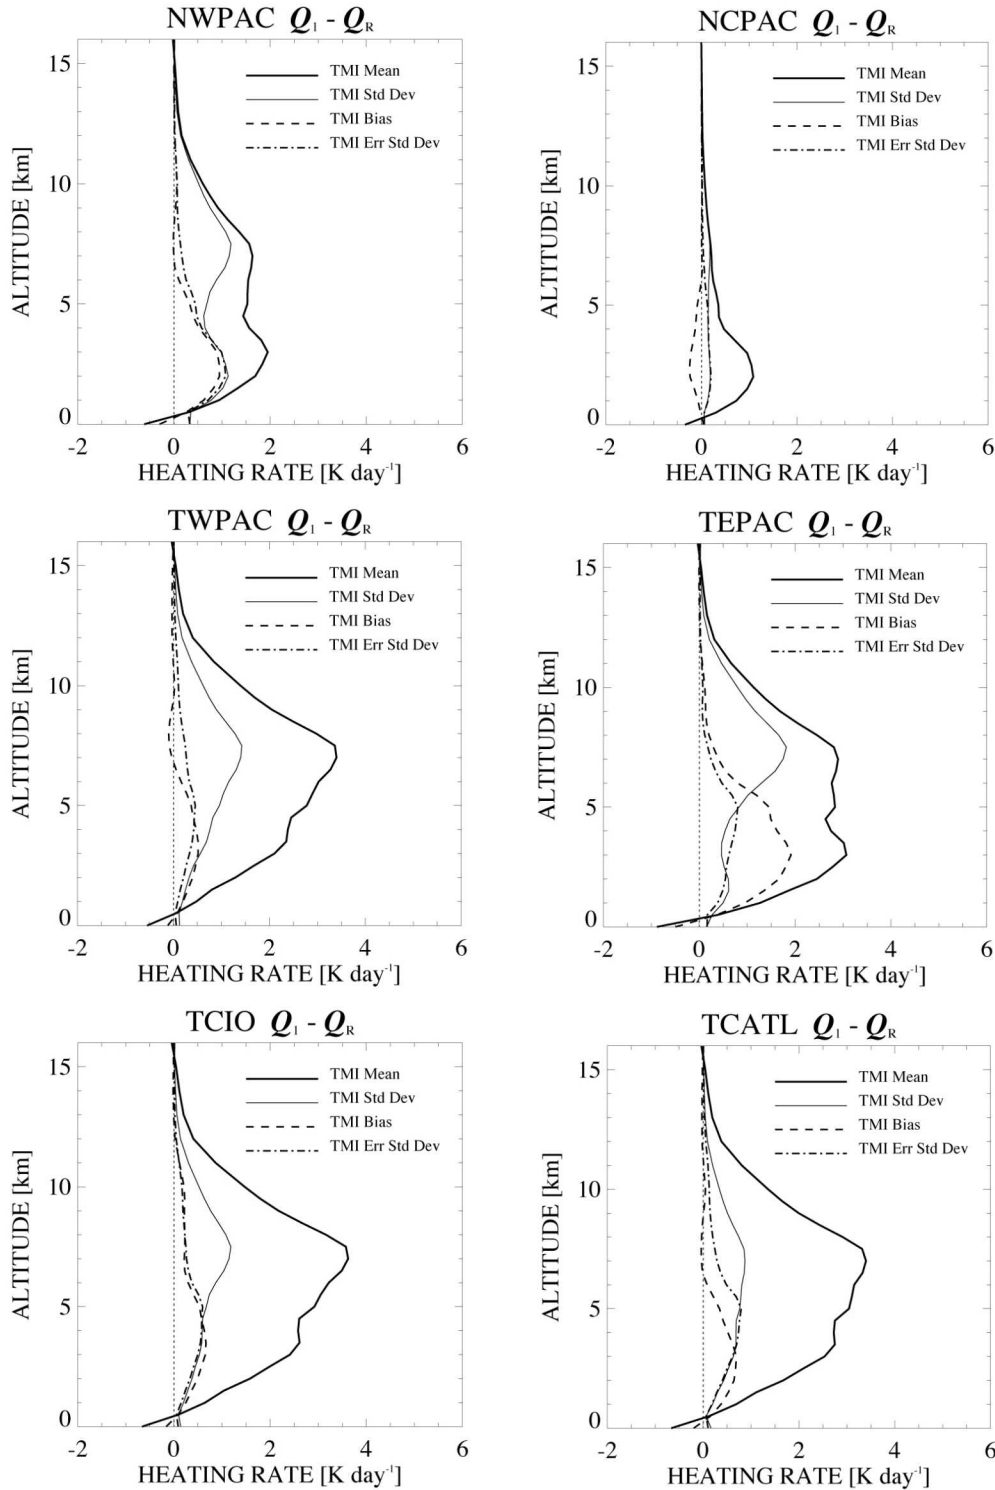 NWPAC Q₁ - Q_R
15
10
5
0
-2 0 2 4 6
ALTITUDE [km]
HEATING RATE [K day⁻¹]
TMI Mean
TMI Std Dev
TMI Bias
TMI Err Std Dev
NCPAC Q₁ - Q_R
15
10
5
0
-2 0 2 4 6
ALTITUDE [km]
HEATING RATE [K day⁻¹]
TMI Mean
TMI Std Dev
TMI Bias
TMI Err Std Dev
TWPAC Q₁ - Q_R
15
10
5
0
-2 0 2 4 6
ALTITUDE [km]
HEATING RATE [K day⁻¹]
TMI Mean
TMI Std Dev
TMI Bias
TMI Err Std Dev
TEPAC Q₁ - Q_R
15
10
5
0
-2 0 2 4 6
ALTITUDE [km]
HEATING RATE [K day⁻¹]
TMI Mean
TMI Std Dev
TMI Bias
TMI Err Std Dev
TCIO Q₁ - Q_R
15
10
5
0
-2 0 2 4 6
ALTITUDE [km]
HEATING RATE [K day⁻¹]
TMI Mean
TMI Std Dev
TMI Bias
TMI Err Std Dev
TCATL Q₁ - Q_R
15
10
5
0
-2 0 2 4 6
ALTITUDE [km]
HEATING RATE [K day⁻¹]
TMI Mean
TMI Std Dev
TMI Bias
TMI Err Std Dev